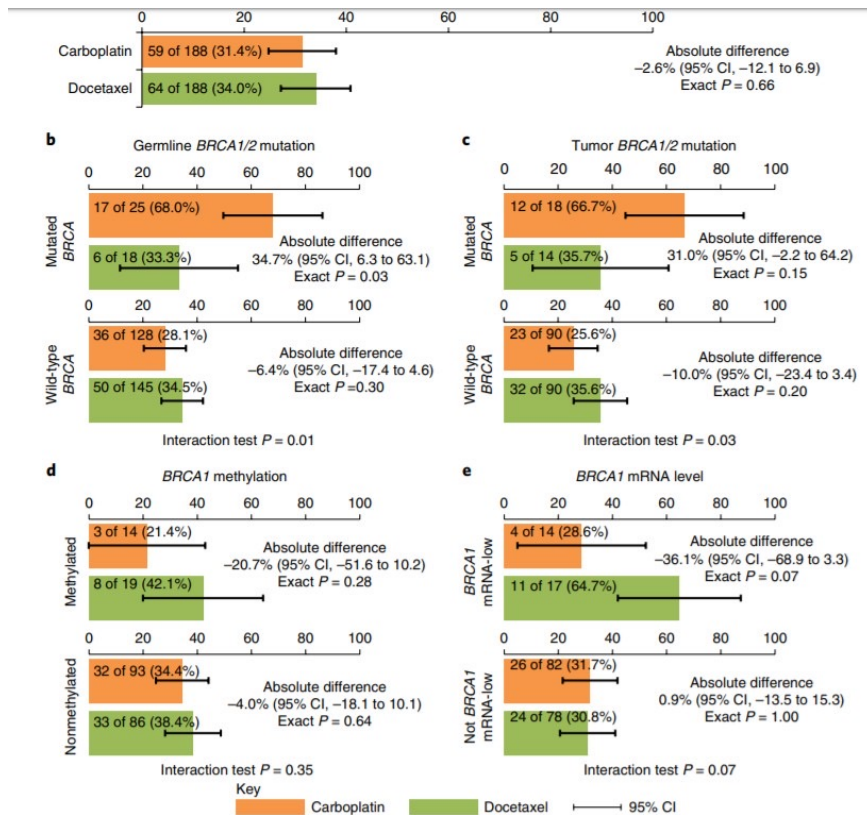 0 20 40 60 80 100
Carboplatin 59 of 188 (31.4%)
Docetaxel 64 of 188 (34.0%)
Absolute difference
–2.6% (95% CI, –12.1 to 6.9)
Exact P = 0.66
b Germline BRCA1/2 mutation
0 20 40 60 80 100
Mutated
BRCA
17 of 25 (68.0%)
6 of 18 (33.3%)
Absolute difference
34.7% (95% CI, 6.3 to 63.1)
Exact P = 0.03
0 20 40 60 80 100
Wild-type
BRCA
36 of 128 (28.1%)
50 of 145 (34.5%)
Absolute difference
–6.4% (95% CI, –17.4 to 4.6)
Exact P =0.30
Interaction test P = 0.01
c Tumor BRCA1/2 mutation
0 20 40 60 80 100
Mutated
BRCA
12 of 18 (66.7%)
5 of 14 (35.7%)
Absolute difference
31.0% (95% CI, –2.2 to 64.2)
Exact P = 0.15
0 20 40 60 80 100
Wild-type
BRCA
23 of 90 (25.6%)
32 of 90 (35.6%)
Absolute difference
–10.0% (95% CI, –23.4 to 3.4)
Exact P = 0.20
Interaction test P = 0.03
d BRCA1 methylation
0 20 40 60 80 100
Methylated
3 of 14 (21.4%)
8 of 19 (42.1%)
Absolute difference
–20.7% (95% CI, –51.6 to 10.2)
Exact P = 0.28
0 20 40 60 80 100
Nonmethylated
32 of 93 (34.4%)
33 of 86 (38.4%)
Absolute difference
–4.0% (95% CI, –18.1 to 10.1)
Exact P = 0.64
Interaction test P = 0.35
e BRCA1 mRNA level
0 20 40 60 80 100
BRCA1
mRNA-low
4 of 14 (28.6%)
11 of 17 (64.7%)
Absolute difference
–36.1% (95% CI, –68.9 to 3.3)
Exact P = 0.07
0 20 40 60 80 100
Not BRCA1
mRNA-low
26 of 82 (31.7%)
24 of 78 (30.8%)
Absolute difference
0.9% (95% CI, –13.5 to 15.3)
Exact P = 1.00
Interaction test P = 0.07
Key
Carboplatin Docetaxel 95% CI